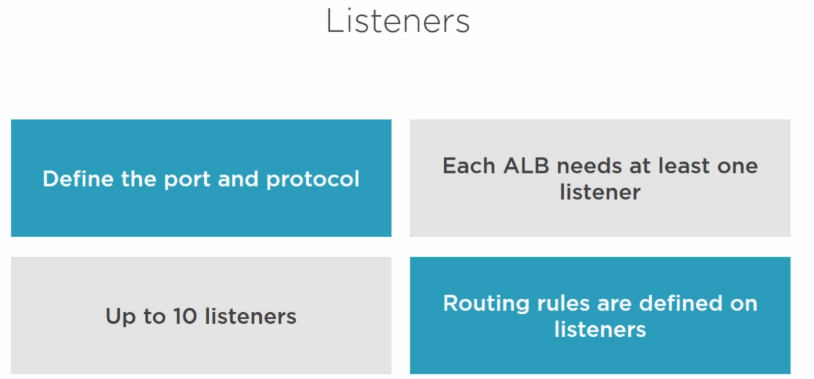 Listeners
Define the port and protocol
Each ALB needs at least one
listener
Up to 10 listeners
Routing rules are defined on
listeners